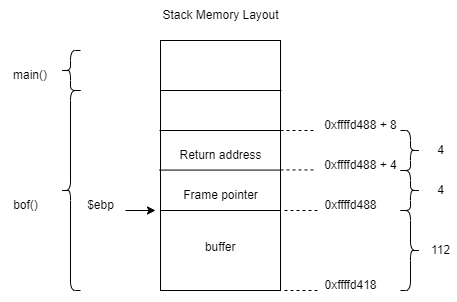 Stack Memory Layout
main()
0xffffd488 + 8
Return address
4
0xffffd488 + 4
Frame pointer
4
bof()
$ebp
0xffffd488
buffer
112
0xffffd418